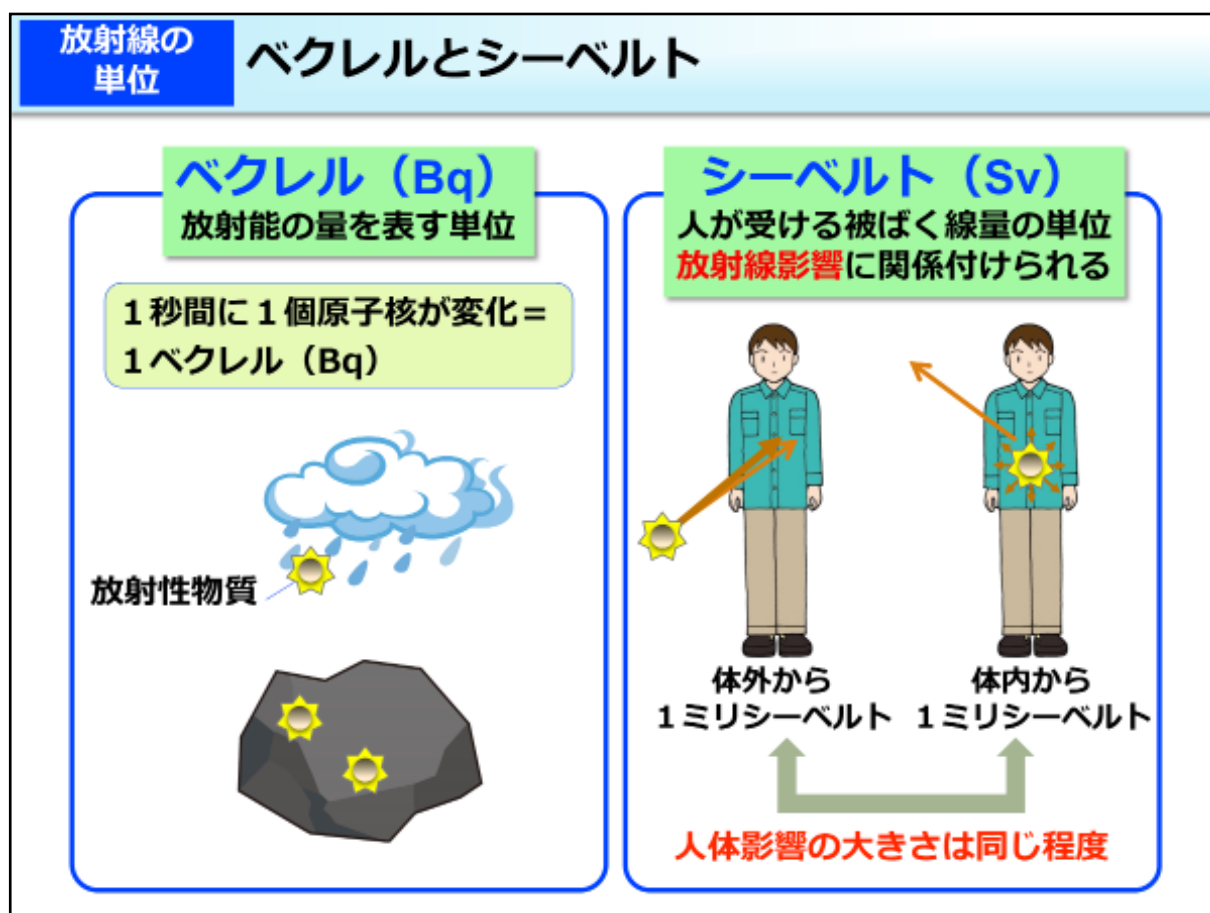 放射線の
単位
ベクレルとシーベルト
ベクレル（Bq）
放射能の量を表す単位
１秒間に１個原子核が変化＝
１ベクレル（Bq）
放射性物質
シーベルト（Sv）
人が受ける被ばく線量の単位
放射線影響に関係付けられる
体外から
１ミリシーベルト
体内から
１ミリシーベルト
人体影響の大きさは同じ程度